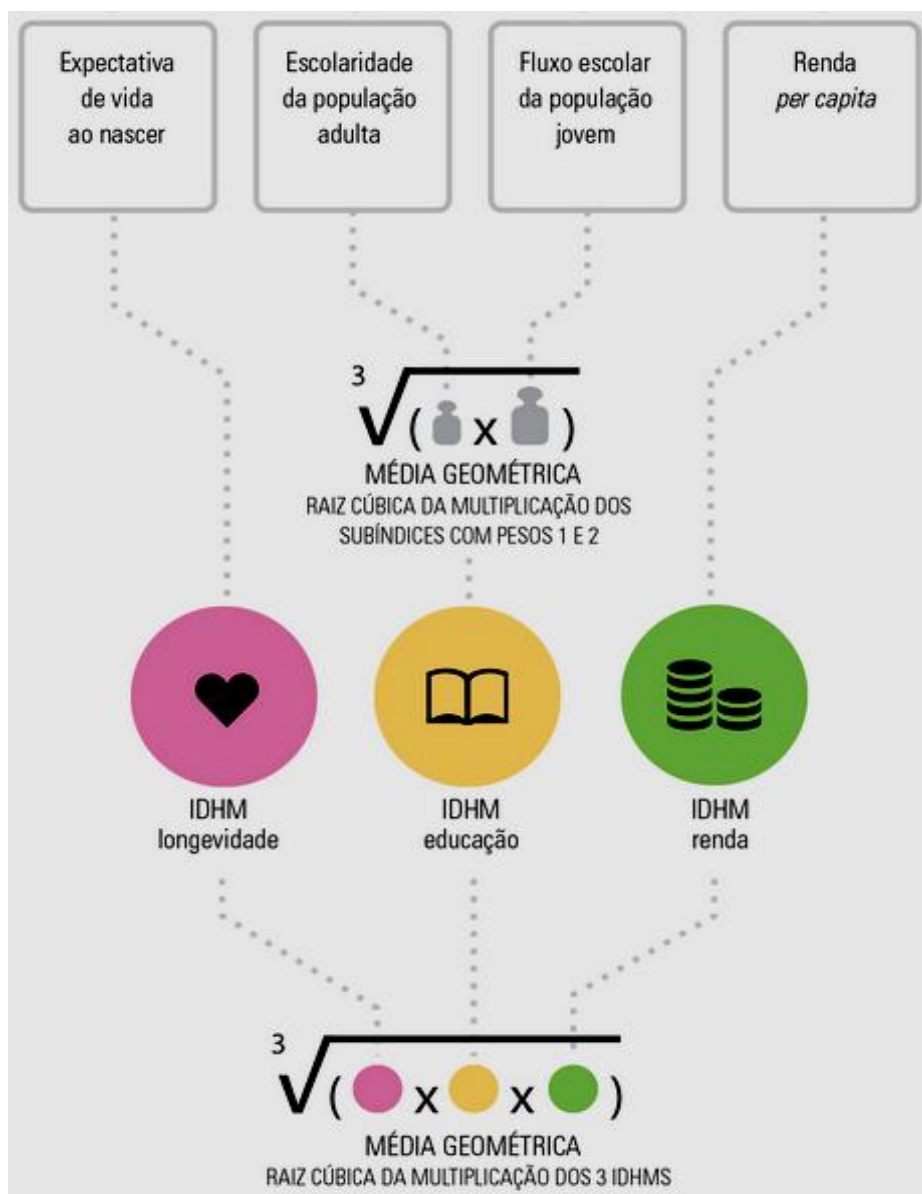 Expectativa
de vida
ao nascer
Escolaridade
da população
adulta
Fluxo escolar
da população
jovem
Renda
per capita
3
√( x )
MÉDIA GEOMÉTRICA
RAIZ CÚBICA DA MULTIPLICAÇÃO DOS
SUBÍNDICES COM PESOS 1 E 2
IDHM
longevidade
IDHM
educação
IDHM
renda
3
√( x x )
MÉDIA GEOMÉTRICA
RAIZ CÚBICA DA MULTIPLICAÇÃO DOS 3 IDHMS